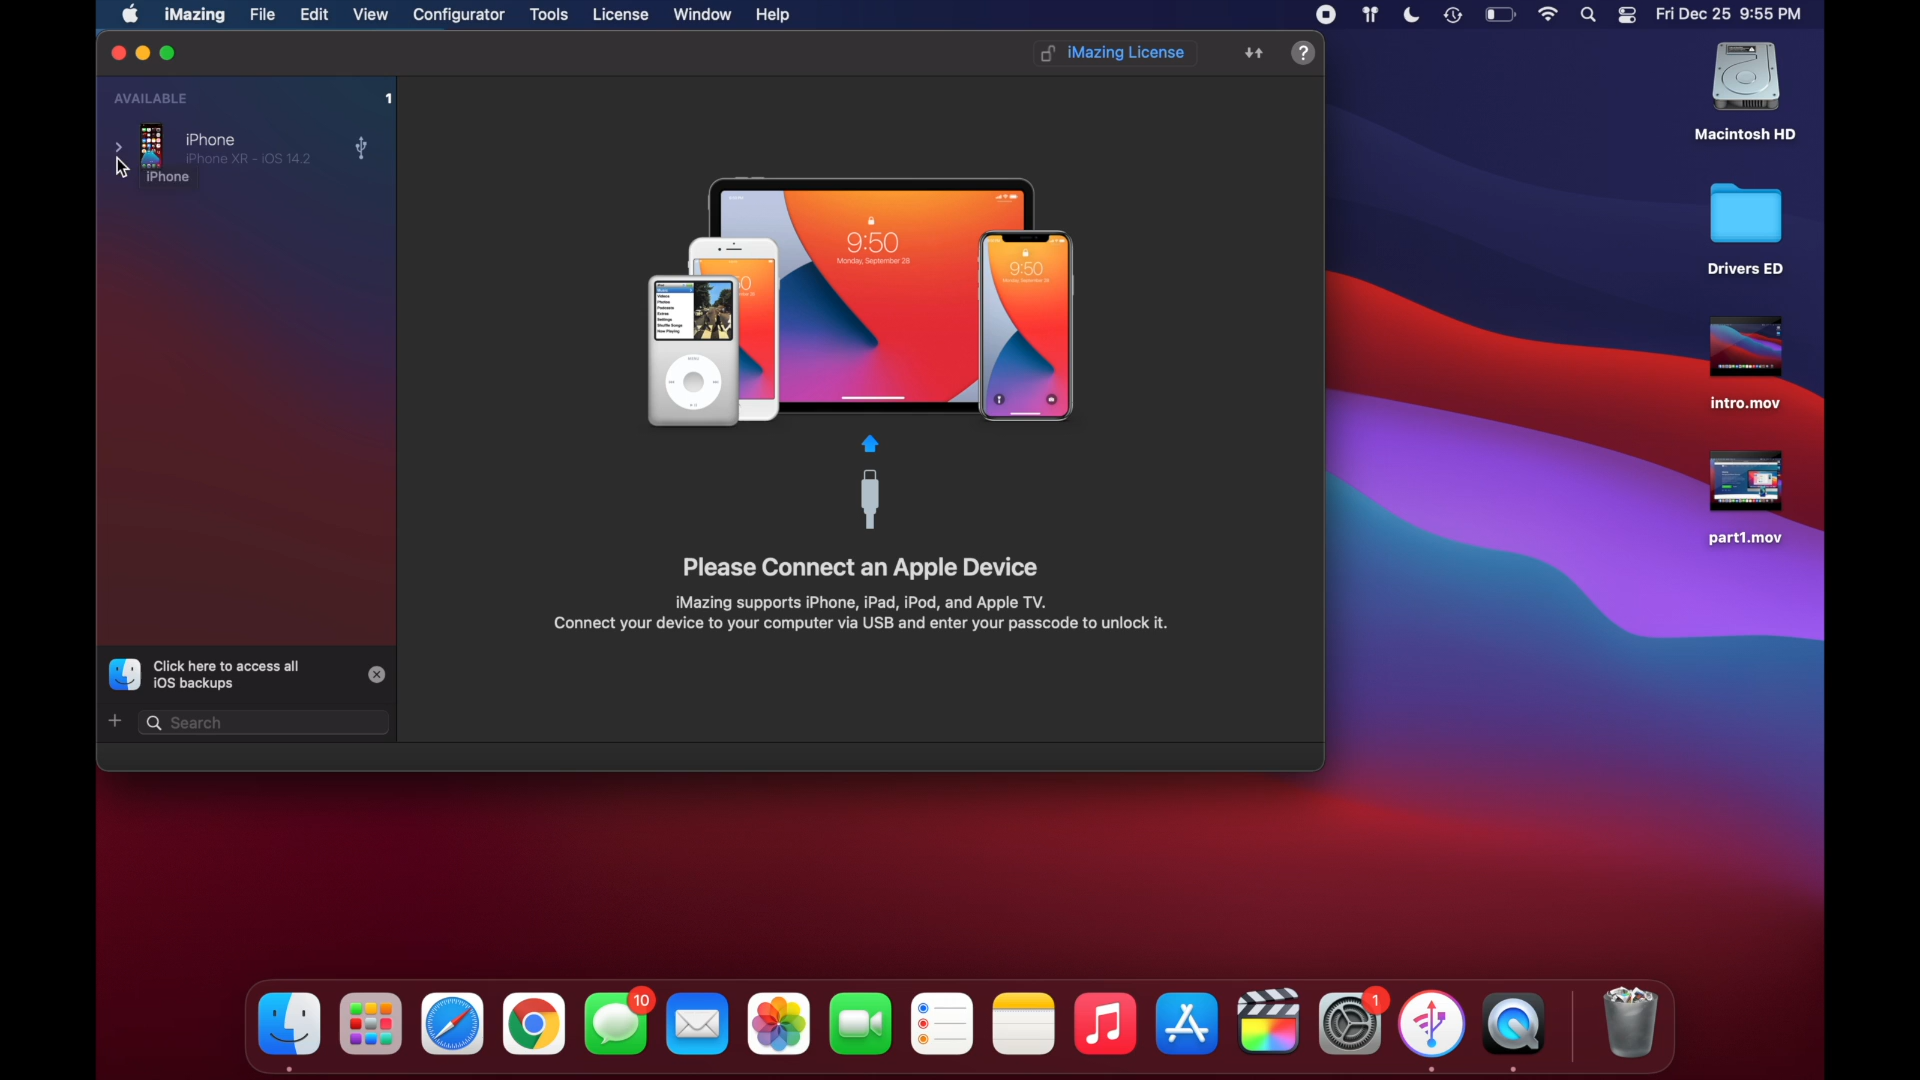 iMazing File Edit View Configurator Tools License Window Help
Fri Dec 25 9:55 PM
iMazing License
?
AVAILABLE 1
iPhone
iPhone XR - iOS 14.2
iPhone
9:50
Monday, September 28
9:50
Please Connect an Apple Device
iMazing supports iPhone, iPad, iPod, and Apple TV.
Connect your device to your computer via USB and enter your passcode to unlock it.
Click here to access all
iOS backups
Search
Macintosh HD
Drivers ED
intro.mov
part1.mov
10
1